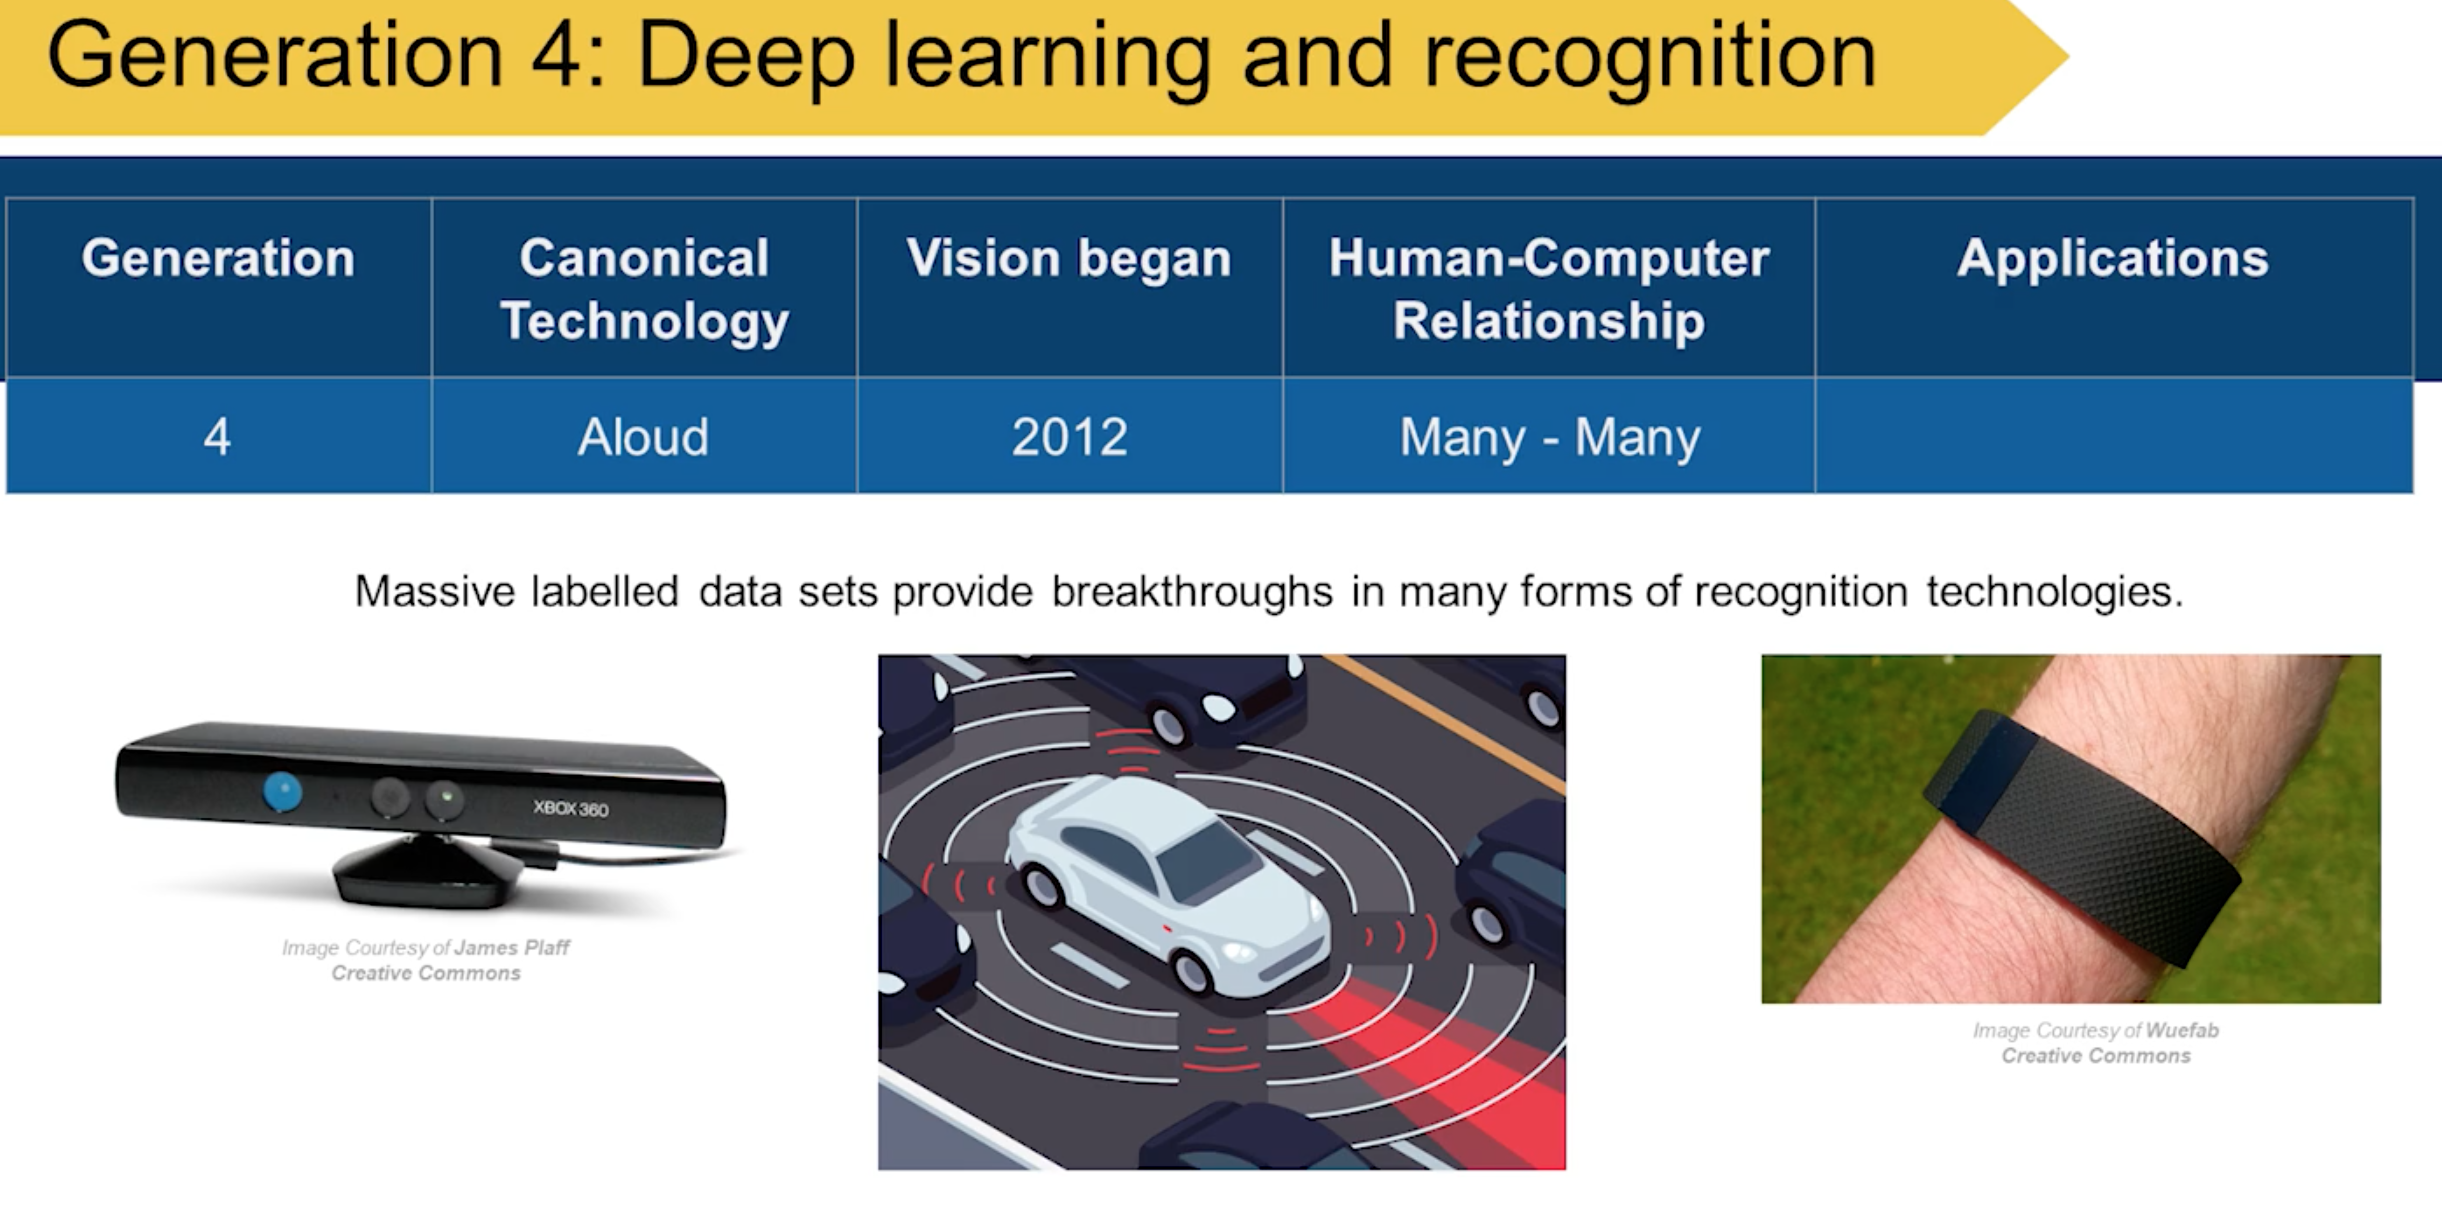 Generation 4: Deep learning and recognition
Generation
Canonical
Technology
Vision began
Human-Computer
Relationship
Applications
4
Aloud
2012
Many - Many
Massive labelled data sets provide breakthroughs in many forms of recognition technologies.
XBOX 360
Image Courtesy of James Plaff
Creative Commons
Image Courtesy of Wuefab
Creative Commons